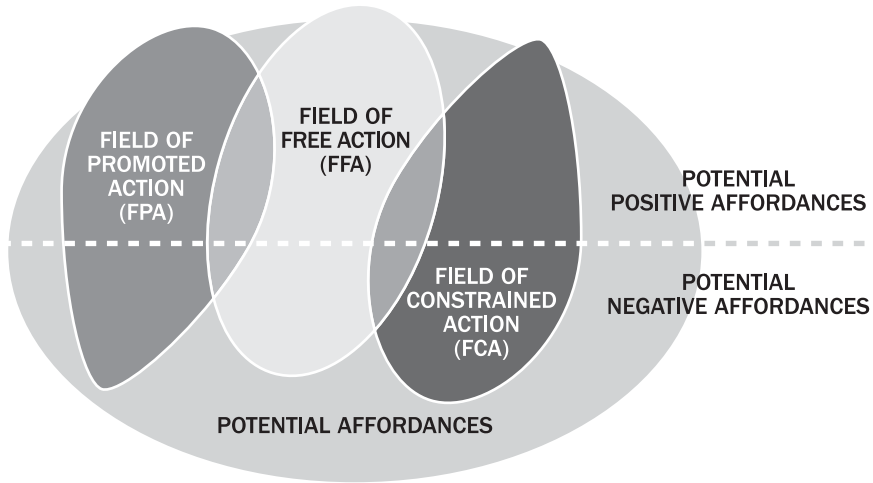 FIELD OF
PROMOTED
ACTION
(FPA)
FIELD OF
FREE ACTION
(FFA)
POTENTIAL
POSITIVE AFFORDANCES
FIELD OF
CONSTRAINED
ACTION
(FCA)
POTENTIAL
NEGATIVE AFFORDANCES
POTENTIAL AFFORDANCES